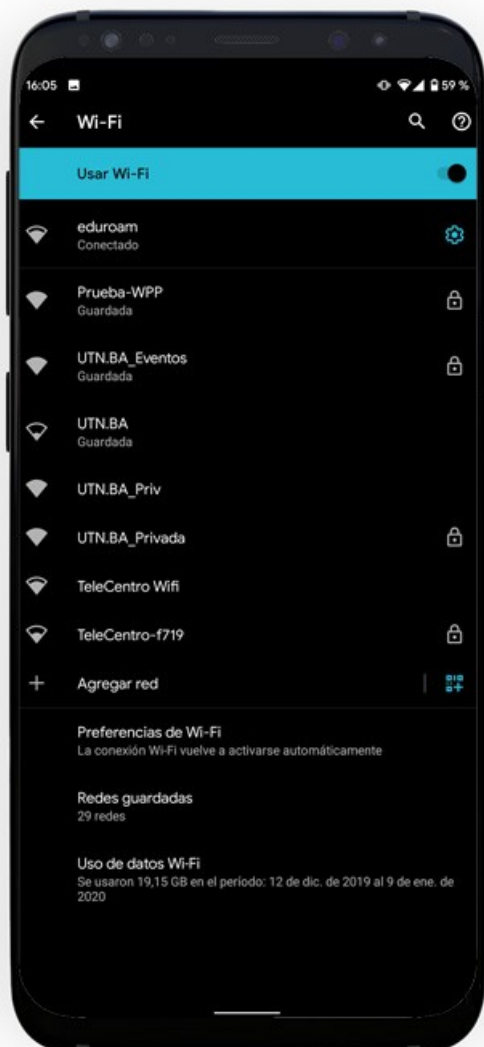 16:05
59 %
Wi-Fi
Usar Wi-Fi
eduroam
Conectado
Prueba-WPP
Guardada
UTN.BA_Eventos
Guardada
UTN.BA
Guardada
UTN.BA_Priv
UTN.BA_Privada
TeleCentro Wifi
TeleCentro-f719
Agregar red
Preferencias de Wi-Fi
La conexión Wi-Fi vuelve a activarse automáticamente
Redes guardadas
29 redes
Uso de datos Wi-Fi
Se usaron 19,15 GB en el período: 12 de dic. de 2019 al 9 de ene. de
2020